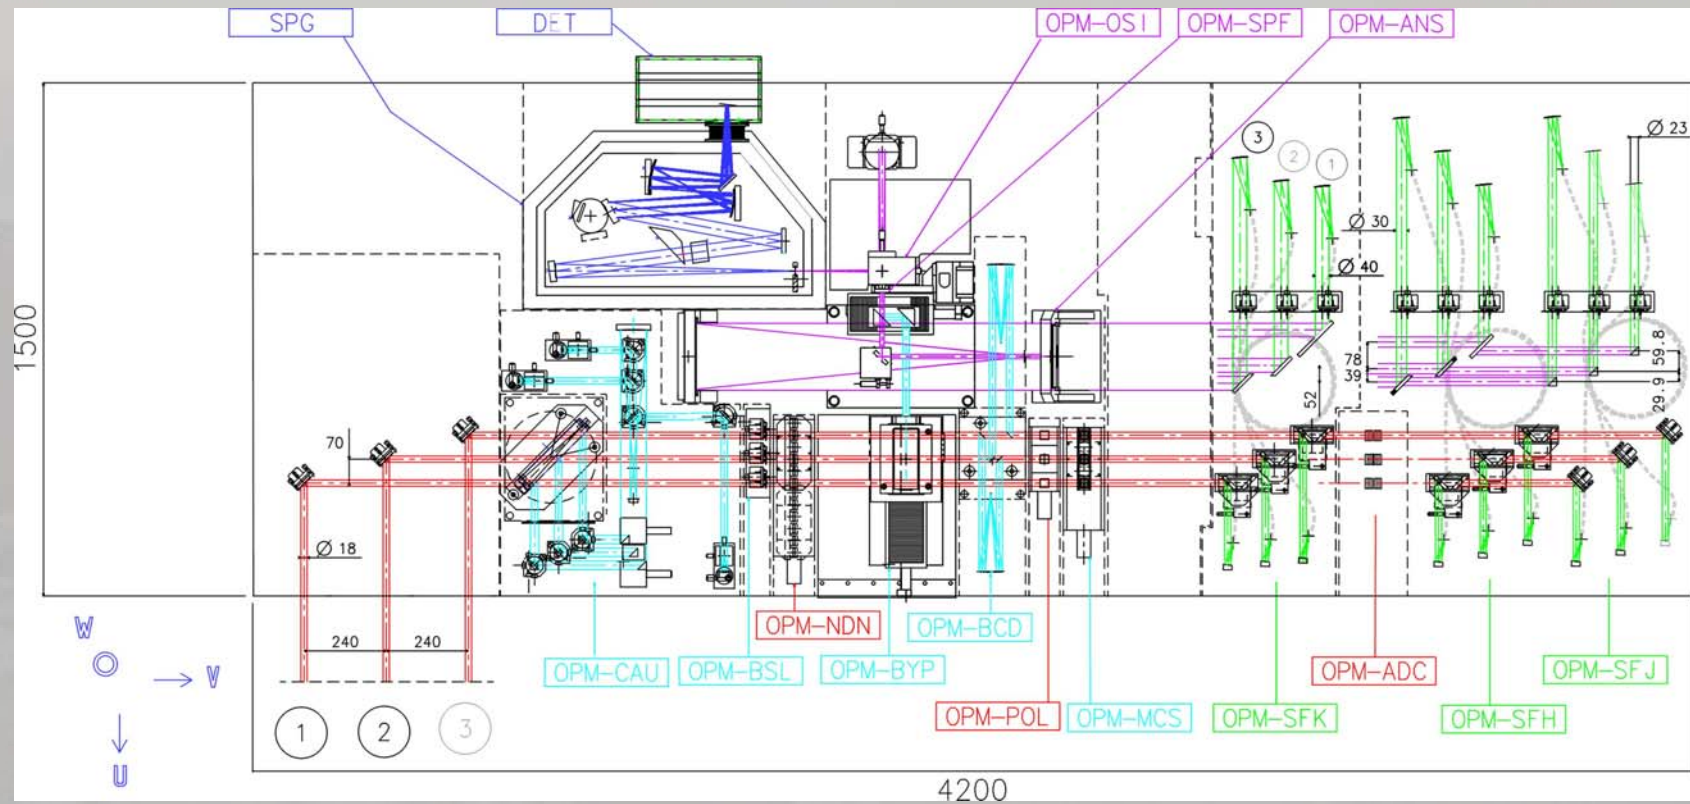 SPG
DET
OPM-OSI
OPM-SPF
OPM-ANS
3
2
1
Ø 23
Ø 30
Ø 40
1500
78
39
52
59.8
29.9
70
Ø 18
240
240
W
V
U
1
2
3
OPM-NDN
OPM-BCD
OPM-CAU
OPM-BSL
OPM-BYP
OPM-ADC
OPM-SFJ
OPM-POL
OPM-MCS
OPM-SFK
OPM-SFH
4200